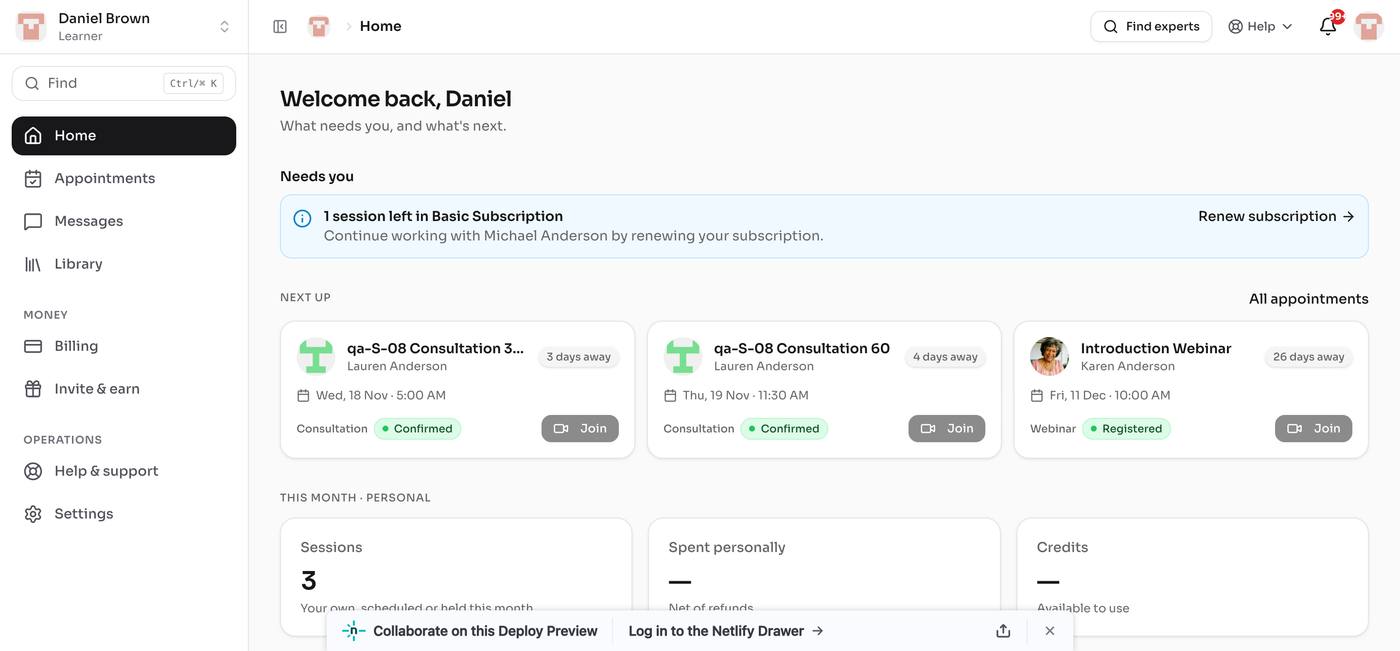 Daniel Brown
Learner
Find
Ctrl/⌘ K
Home
Appointments
Messages
Library
MONEY
Billing
Invite & earn
OPERATIONS
Help & support
Settings
Home
Find experts
Help
99+
Welcome back, Daniel
What needs you, and what's next.
Needs you
1 session left in Basic Subscription
Renew subscription →
Continue working with Michael Anderson by renewing your subscription.
NEXT UP
All appointments
qa-S-08 Consultation 3...
Lauren Anderson
3 days away
Wed, 18 Nov · 5:00 AM
Consultation
Confirmed
Join
qa-S-08 Consultation 60
Lauren Anderson
4 days away
Thu, 19 Nov · 11:30 AM
Consultation
Confirmed
Join
Introduction Webinar
Karen Anderson
26 days away
Fri, 11 Dec · 10:00 AM
Webinar
Registered
Join
THIS MONTH · PERSONAL
Sessions
3
Your own, scheduled or held this month
Spent personally
—
Net of refunds
Credits
—
Available to use
Collaborate on this Deploy Preview
Log in to the Netlify Drawer →